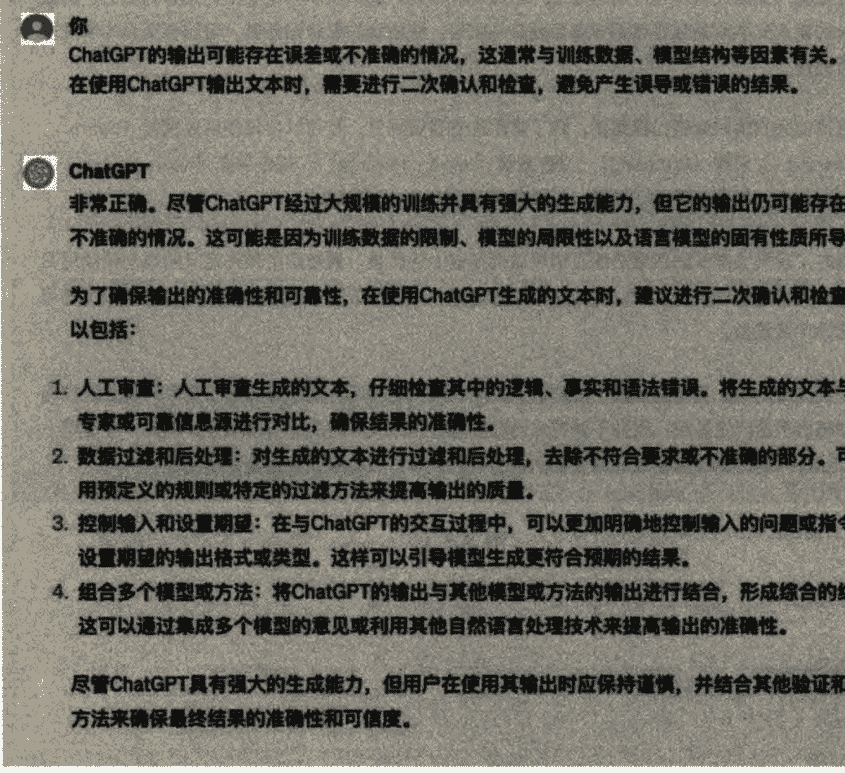 你
ChatGPT的输出可能存在误差或不准确的情况，这通常与训练数据、模型结构等因素有关。
在使用ChatGPT输出文本时，需要进行二次确认和检查，避免产生误导或错误的结果。
ChatGPT
非常正确。尽管ChatGPT经过大规模的训练并具有强大的生成能力，但它的输出仍可能存在
不准确的情况。这可能是因为训练数据的限制、模型的局限性以及语言模型的固有性质所导
为了确保输出的准确性和可靠性，在使用ChatGPT生成的文本时，建议进行二次确认和检查
以包括：
1. 人工审查：人工审查生成的文本，仔细检查其中的逻辑、事实和语法错误。将生成的文本与
专家或可靠信息源进行对比，确保结果的准确性。
2. 数据过滤和后处理：对生成的文本进行过滤和后处理，去除不符合要求或不准确的部分。可
用预定义的规则或特定的过滤方法来提高输出的质量。
3. 控制输入和设置期望：在与ChatGPT的交互过程中，可以更加明确地控制输入的问题或指令
设置期望的输出格式或类型。这样可以引导模型生成更符合预期的结果。
4. 组合多个模型或方法：将ChatGPT的输出与其他模型或方法的输出进行结合，形成综合的结
这可以通过集成多个模型的意见或利用其他自然语言处理技术来提高输出的准确性。
尽管ChatGPT具有强大的生成能力，但用户在使用其输出时应保持谨慎，并结合其他验证和
方法来确保最终结果的准确性和可信度。